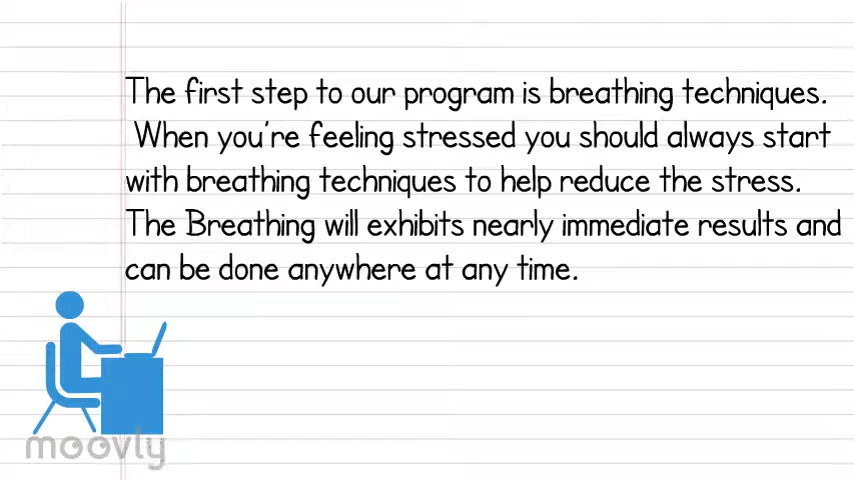 The first step to our program is breathing techniques.
When you're feeling stressed you should always start
with breathing techniques to help reduce the stress.
The Breathing will exhibits nearly immediate results and
can be done anywhere at any time.
moovly